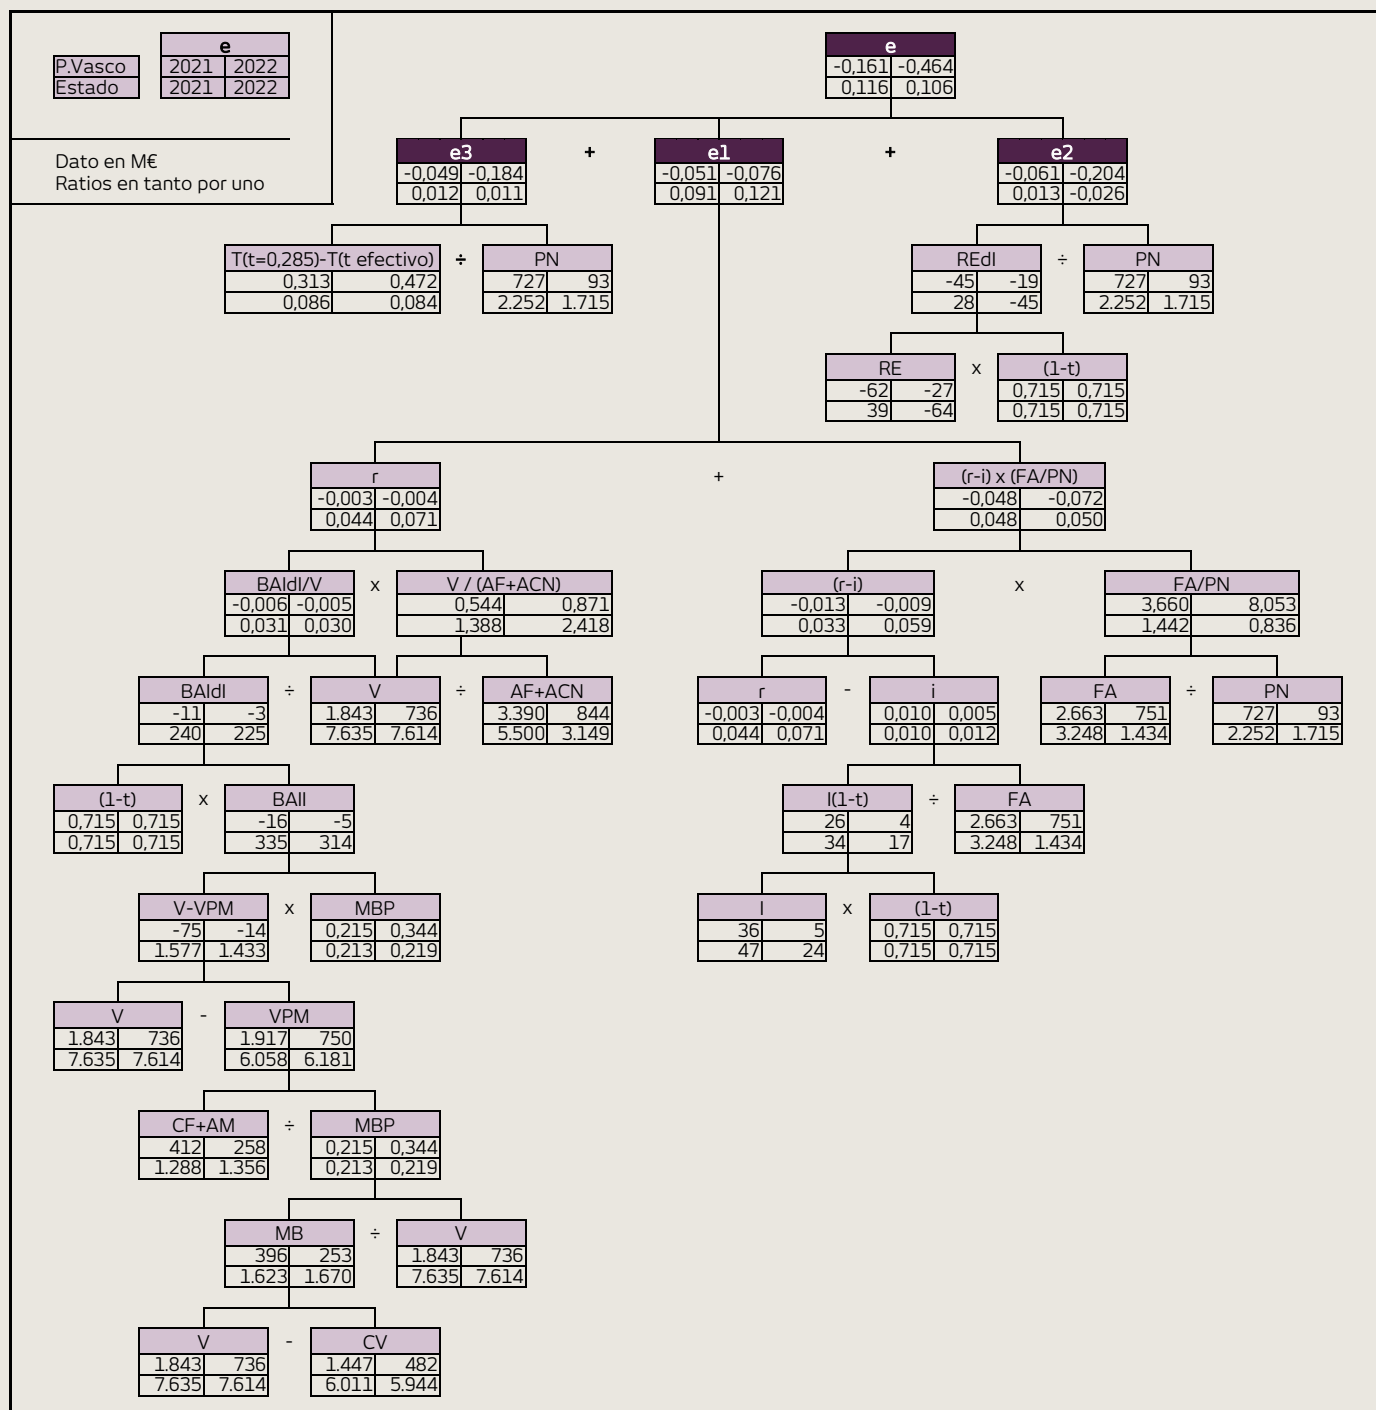 e
P.Vasco 2021 2022
Estado 2021 2022
Dato en M€
Ratios en tanto por uno
e
-0,161 -0,464
0,116 0,106
e3 + e1 + e2
-0,049 -0,184 -0,051 -0,076 -0,061 -0,204
0,012 0,011 0,091 0,121 0,013 -0,026
T(t=0,285)-T(t efectivo) ÷ PN REdI ÷ PN
0,313 0,472 727 93 -45 -19 727 93
0,086 0,084 2.252 1.715 28 -45 2.252 1.715
RE x (1-t)
-62 -27 0,715 0,715
39 -64 0,715 0,715
r + (r-i) x (FA/PN)
-0,003 -0,004 -0,048 -0,072
0,044 0,071 0,048 0,050
BAIdI/V x V / (AF+ACN) (r-i) x FA/PN
-0,006 -0,005 0,544 0,871 -0,013 -0,009 3,660 8,053
0,031 0,030 1,388 2,418 0,033 0,059 1,442 0,836
BAIdI ÷ V ÷ AF+ACN r - i FA ÷ PN
-11 -3 1.843 736 3.390 844 -0,003 -0,004 0,010 0,005 2.663 751 727 93
240 225 7.635 7.614 5.500 3.149 0,044 0,071 0,010 0,012 3.248 1.434 2.252 1.715
(1-t) x BAII I(1-t) ÷ FA
0,715 0,715 -16 -5 26 4 2.663 751
0,715 0,715 335 314 34 17 3.248 1.434
V-VPM x MBP I x (1-t)
-75 -14 0,215 0,344 36 5 0,715 0,715
1.577 1.433 0,213 0,219 47 24 0,715 0,715
V - VPM
1.843 736 1.917 750
7.635 7.614 6.058 6.181
CF+AM ÷ MBP
412 258 0,215 0,344
1.288 1.356 0,213 0,219
MB ÷ V
396 253 1.843 736
1.623 1.670 7.635 7.614
V - CV
1.843 736 1.447 482
7.635 7.614 6.011 5.944